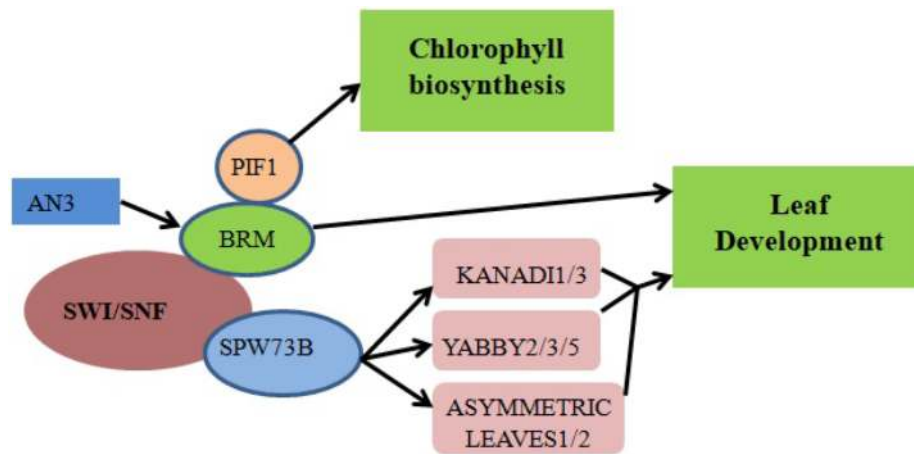 Chlorophyll
biosynthesis
PIF1
AN3
BRM
Leaf
Development
KANADI1/3
SWI/SNF
SPW73B
YABBY2/3/5
ASYMMETRIC
LEAVES1/2